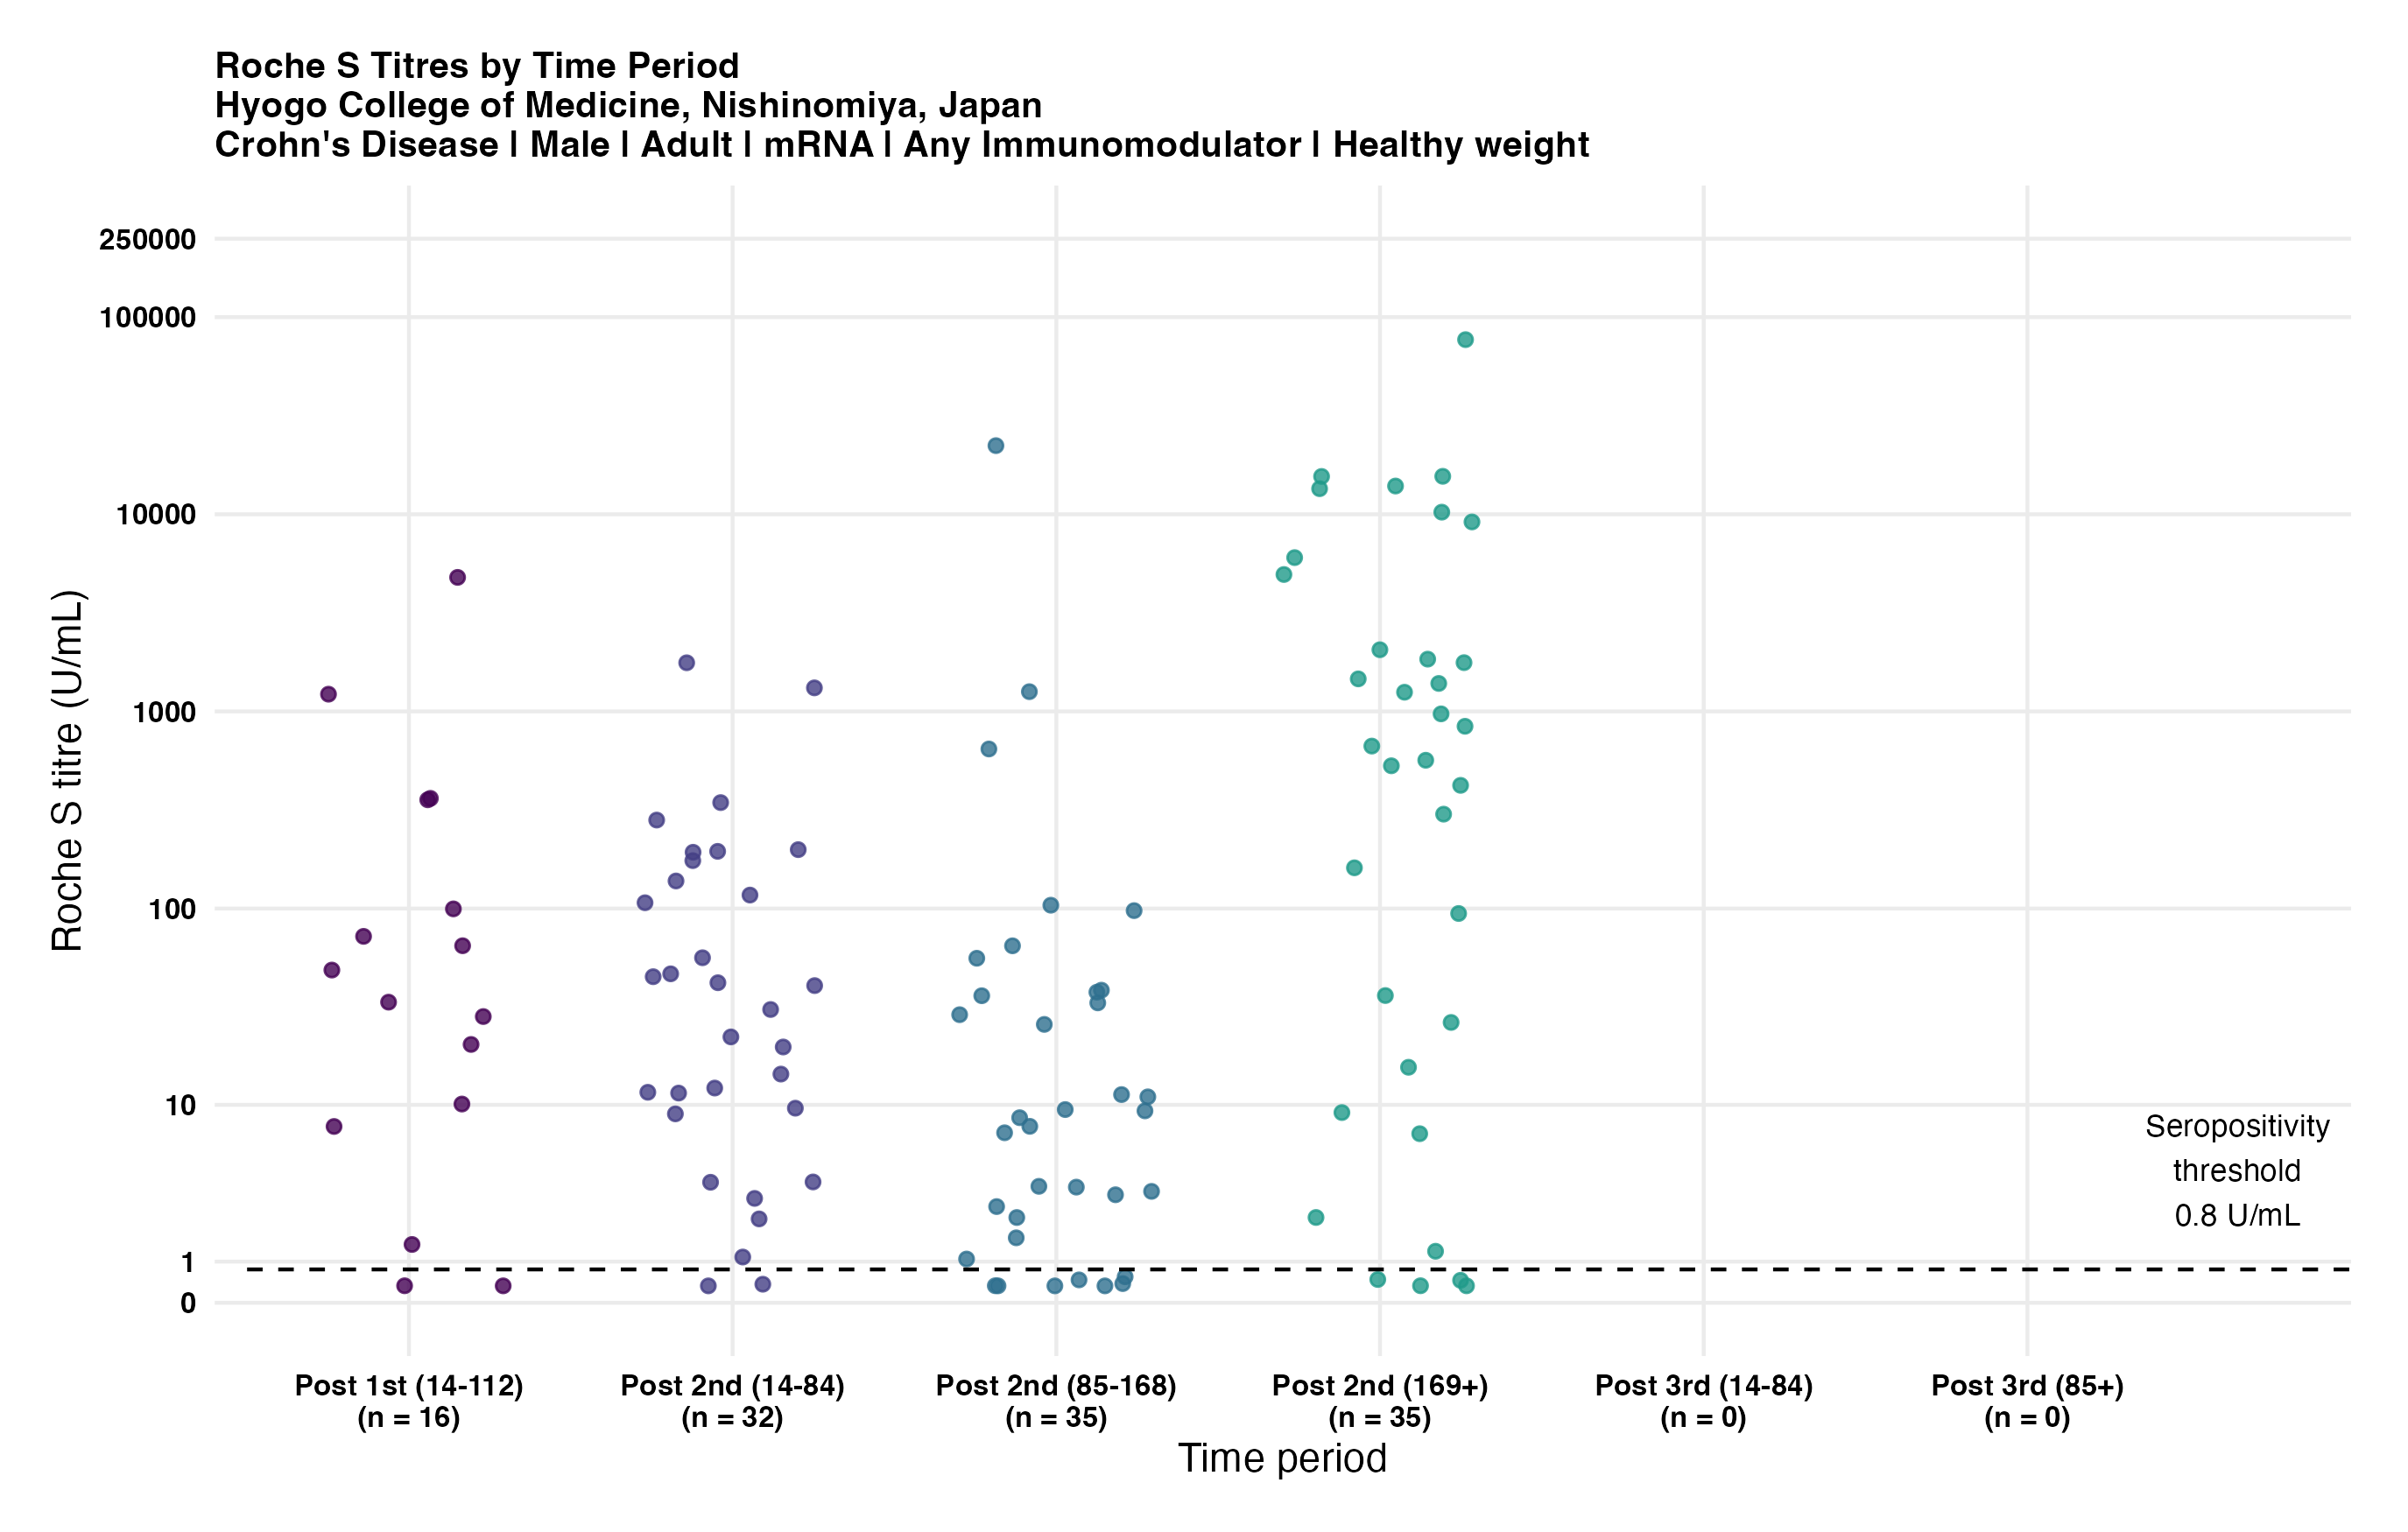 Roche S Titres by Time Period
Hyogo College of Medicine, Nishinomiya, Japan
Crohn's Disease | Male | Adult | mRNA | Any Immunomodulator | Healthy weight
Roche S titre (U/mL)
250000
100000
10000
1000
100
10
1
0
Seropositivity
threshold
0.8 U/mL
Post 1st (14-112)
(n = 16)
Post 2nd (14-84)
(n = 32)
Post 2nd (85-168)
(n = 35)
Post 2nd (169+)
(n = 35)
Post 3rd (14-84)
(n = 0)
Post 3rd (85+)
(n = 0)
Time period